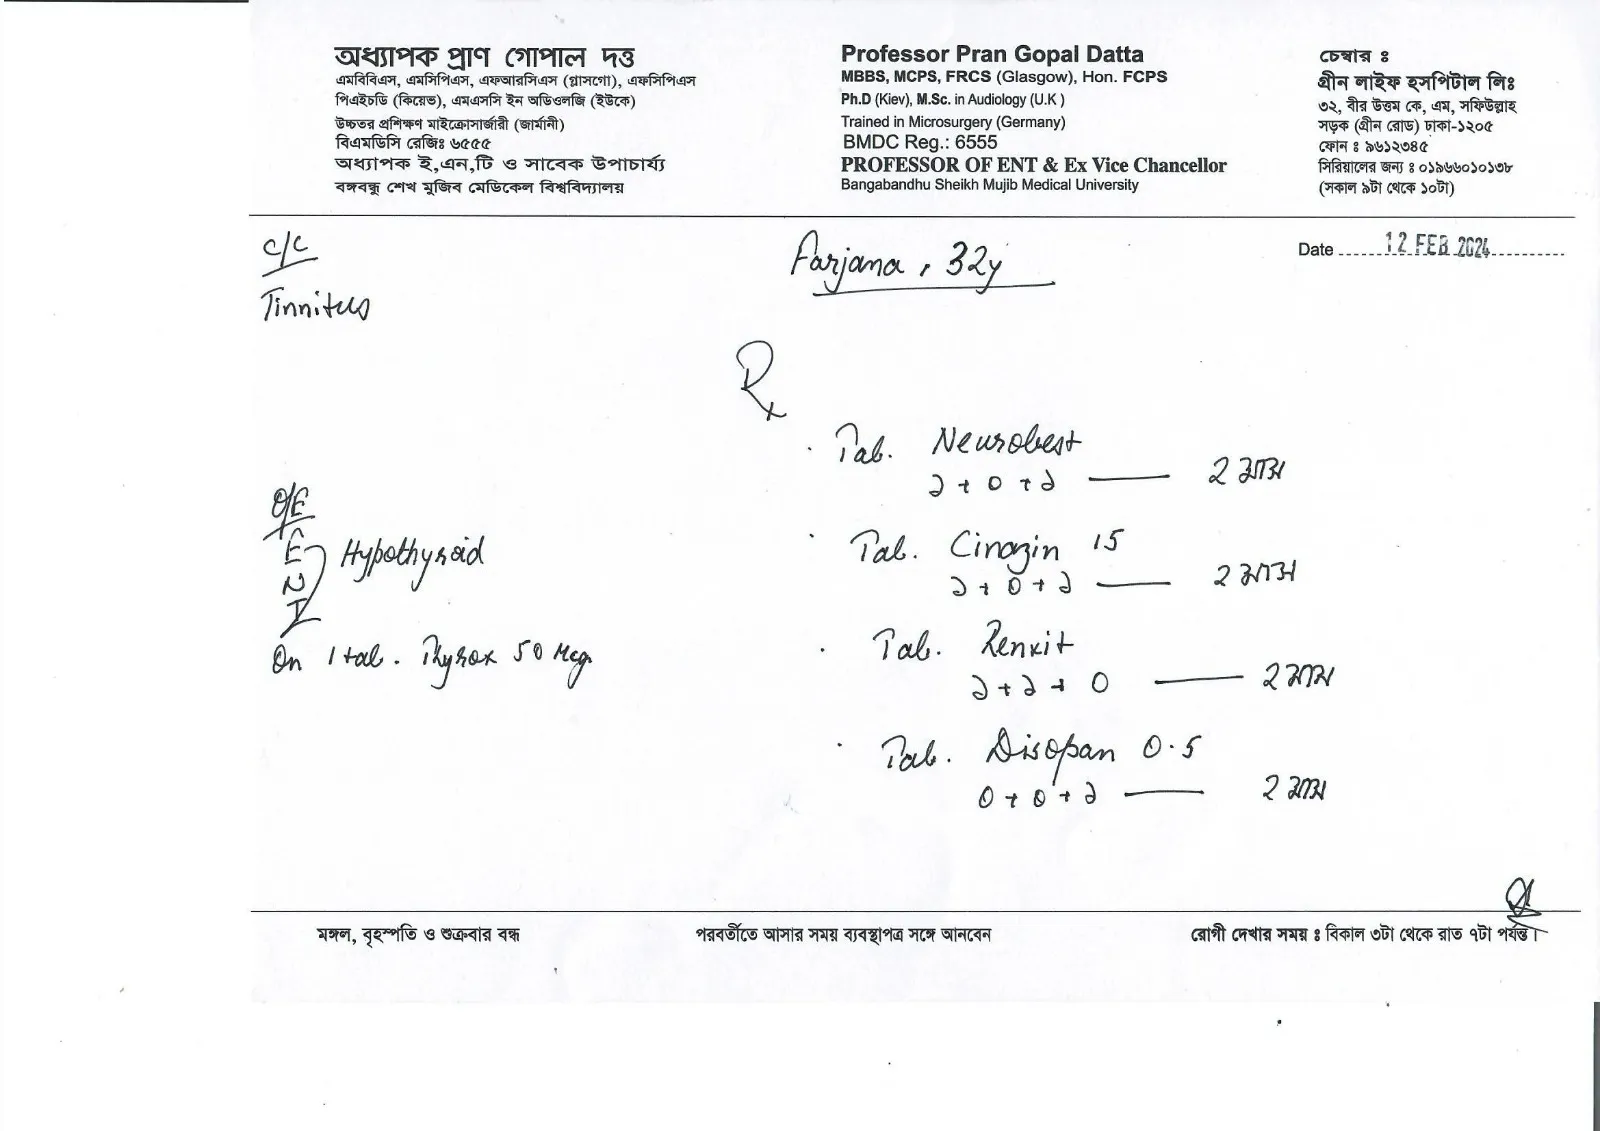 অধ্যাপক প্রাণ গোপাল দত্ত
এমবিবিএস, এমসিপিএস, এফআরসিএস (গ্লাসগো), এফসিপিএস
পিএইচডি (কিয়েভ), এমএসসি ইন অডিওলজি (ইউকে)
উচ্চতর প্রশিক্ষণ মাইক্রোসার্জারী (জার্মানী)
বিএমডিসি রেজিঃ ৬৫৫৫
অধ্যাপক ই,এন,টি ও সাবেক উপাচার্য্য
বঙ্গবন্ধু শেখ মুজিব মেডিকেল বিশ্ববিদ্যালয়
Professor Pran Gopal Datta
MBBS, MCPS, FRCS (Glasgow), Hon. FCPS
Ph.D (Kiev), M.Sc. in Audiology (U.K )
Trained in Microsurgery (Germany)
BMDC Reg.: 6555
PROFESSOR OF ENT & Ex Vice Chancellor
Bangabandhu Sheikh Mujib Medical University
চেম্বার ঃ
গ্রীন লাইফ হসপিটাল লিঃ
৩২, বীর উত্তম কে, এম, সফিউল্লাহ
সড়ক (গ্রীন রোড) ঢাকা-১২০৫
ফোন ঃ ৯৬১২৩৪৫
সিরিয়ালের জন্য ঃ ০১৯৬৬০১০১৩৮
(সকাল ৯টা থেকে ১০টা)
Farjana, 32y
Date 12 FEB 2024
c/c
Tinnitus
O/E
E
N
T
Hypothyroid
On 1 tab. Thyrox 50 Mcg
Rx
Tab. Neurobest
১ + ০ + ১ — ২ মাস
Tab. Cinazin 15
১ + ০ + ১ — ২ মাস
Tab. Renxit
১ + ১ + ০ — ২ মাস
Tab. Disopan 0.5
০ + ০ + ১ — ২ মাস
মঙ্গল, বৃহস্পতি ও শুক্রবার বন্ধ
পরবর্তীতে আসার সময় ব্যবস্থাপত্র সঙ্গে আনবেন
রোগী দেখার সময় ঃ বিকাল ৩টা থেকে রাত ৭টা পর্যন্ত।